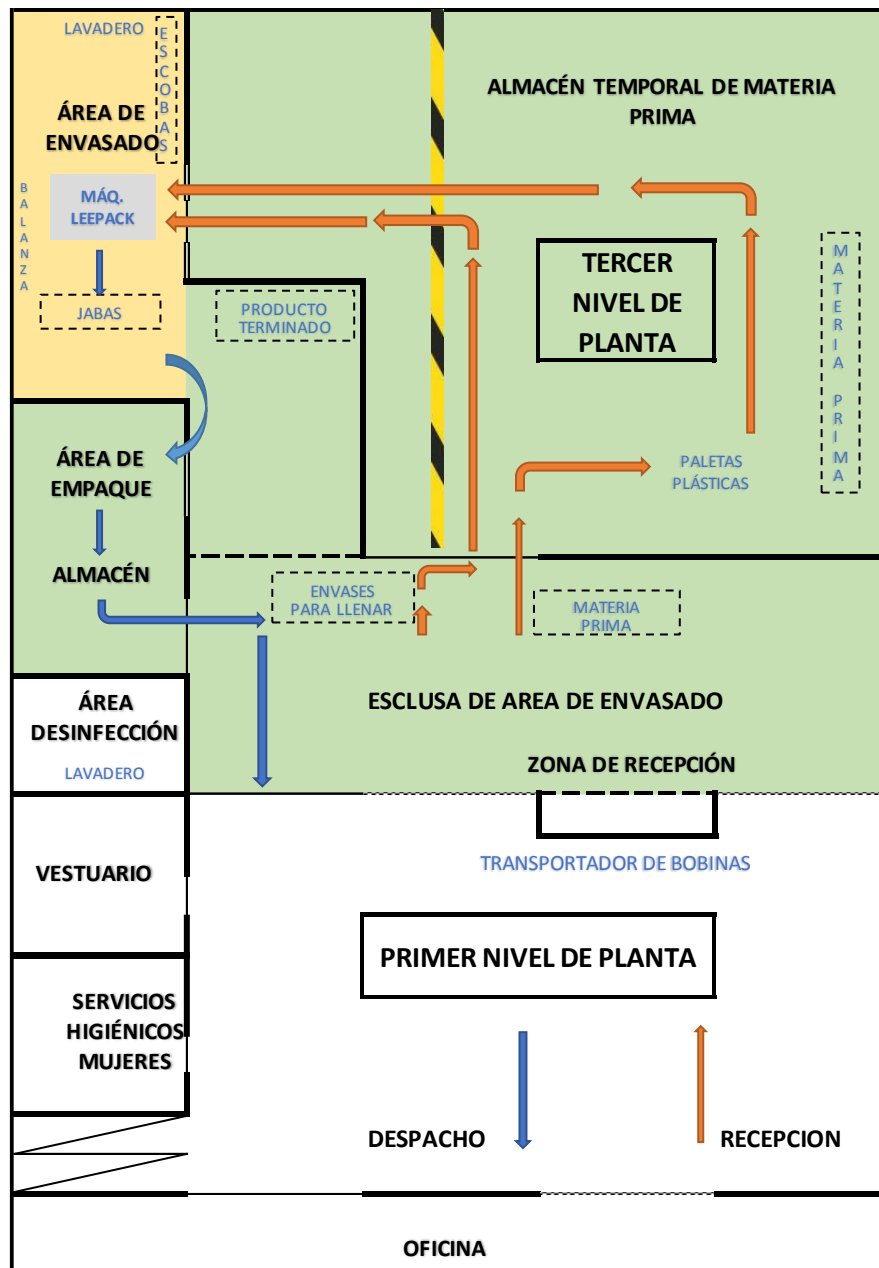 LAVADERO
ESCOBAS
ÁREA DE
ENVASADO
ALMACÉN TEMPORAL DE MATERIA
PRIMA
BALANZA
MÁQ.
LEEPACK
JABAS
PRODUCTO
TERMINADO
TERCER
NIVEL DE
PLANTA
MATERIA PRIMA
ÁREA DE
EMPAQUE
PALETAS
PLÁSTICAS
ALMACÉN
ENVASES
PARA LLENAR
MATERIA
PRIMA
ÁREA
DESINFECCIÓN
LAVADERO
ESCLUSA DE AREA DE ENVASADO
ZONA DE RECEPCIÓN
VESTUARIO
TRANSPORTADOR DE BOBINAS
PRIMER NIVEL DE PLANTA
SERVICIOS
HIGIÉNICOS
MUJERES
DESPACHO
RECEPCION
OFICINA